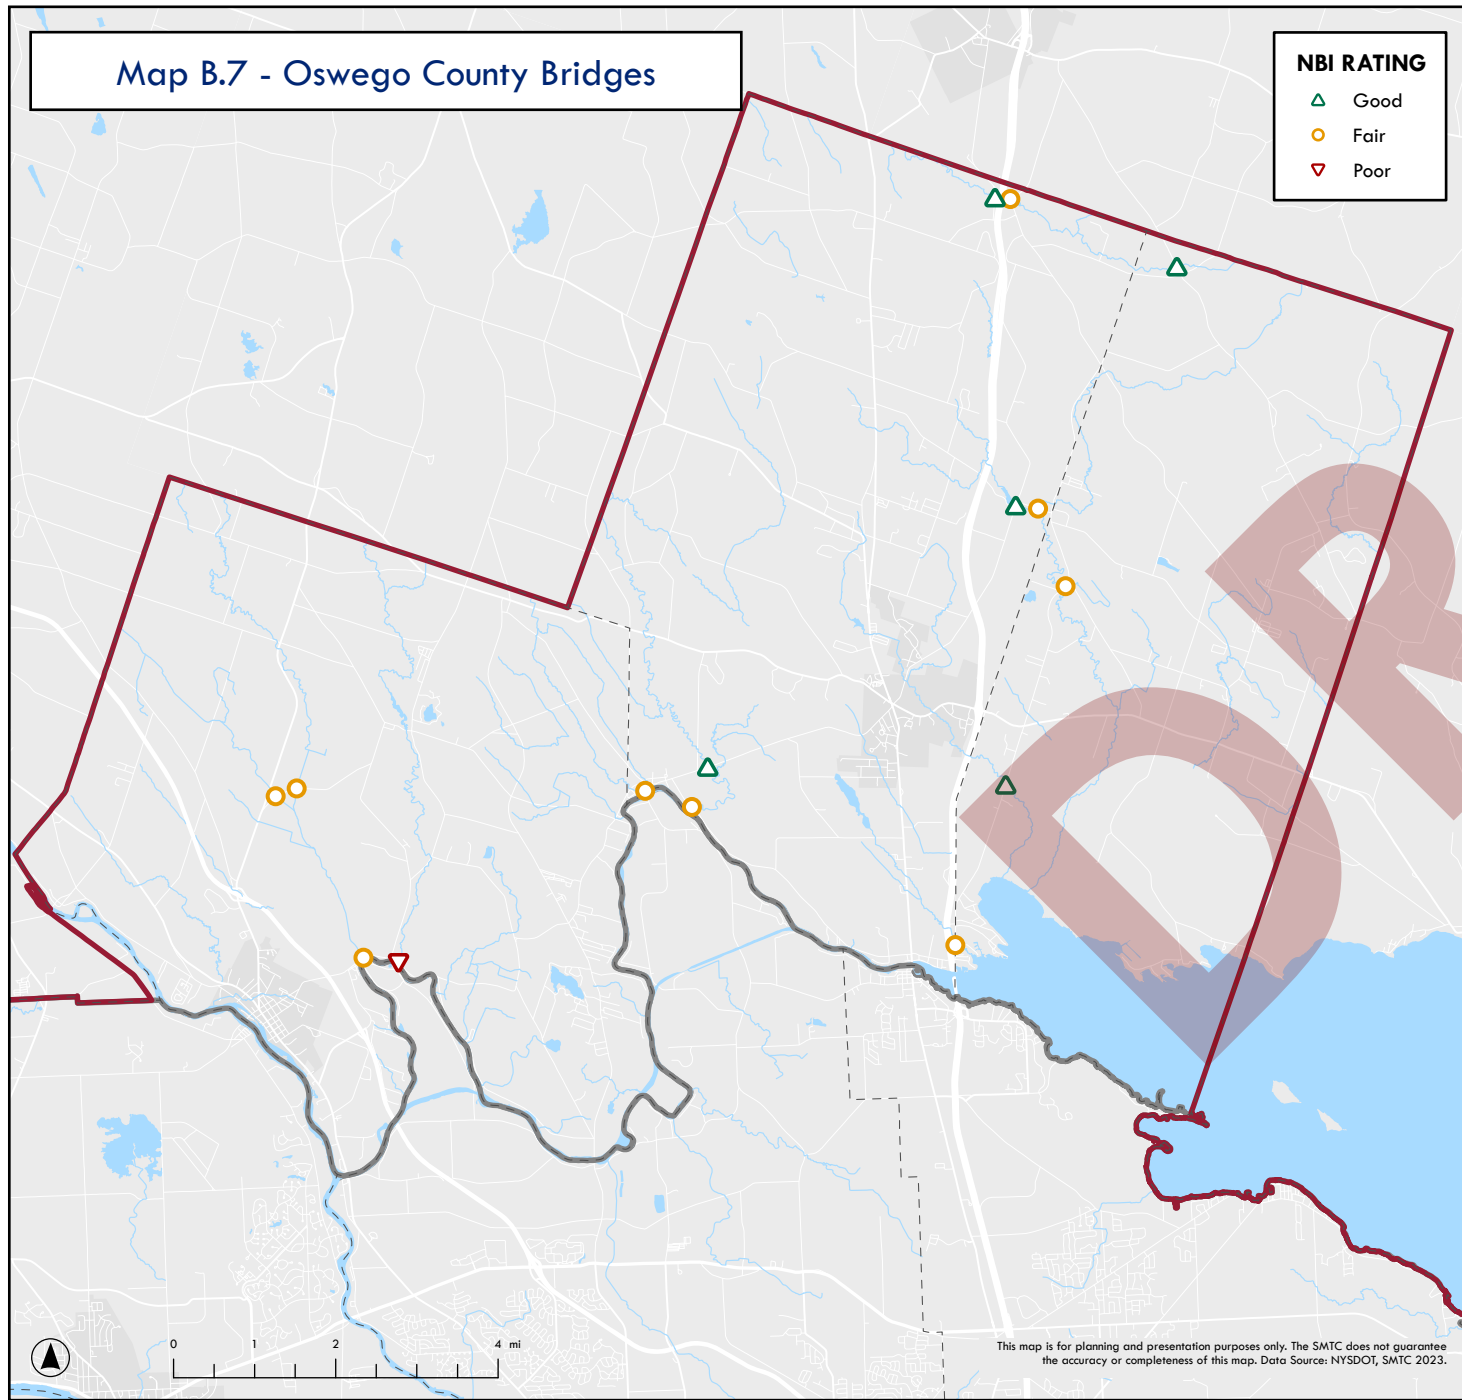 Map B.7 - Oswego County Bridges
NBI RATING
Good
Fair
Poor
D R
0 1 2 4 mi
This map is for planning and presentation purposes only. The SMTC does not guarantee
the accuracy or completeness of this map. Data Source: NYSDOT, SMTC 2023.